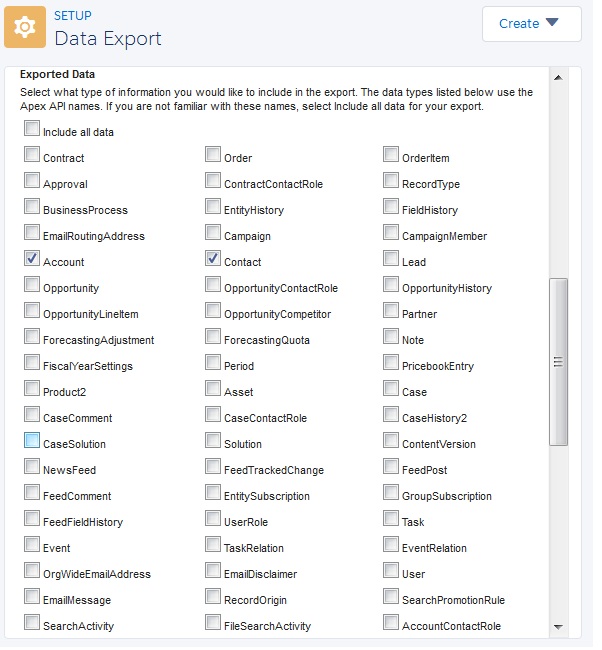 SETUP
Data Export
Create
Exported Data
Select what type of information you would like to include in the export. The data types listed below use the
Apex API names. If you are not familiar with these names, select Include all data for your export.
Include all data
Contract Order OrderItem
Approval ContractContactRole RecordType
BusinessProcess EntityHistory FieldHistory
EmailRoutingAddress Campaign CampaignMember
Account Contact Lead
Opportunity OpportunityContactRole OpportunityHistory
OpportunityLineItem OpportunityCompetitor Partner
ForecastingAdjustment ForecastingQuota Note
FiscalYearSettings Period PricebookEntry
Product2 Asset Case
CaseComment CaseContactRole CaseHistory2
CaseSolution Solution ContentVersion
NewsFeed FeedTrackedChange FeedPost
FeedComment EntitySubscription GroupSubscription
FeedFieldHistory UserRole Task
Event TaskRelation EventRelation
OrgWideEmailAddress EmailDisclaimer User
EmailMessage RecordOrigin SearchPromotionRule
SearchActivity FileSearchActivity AccountContactRole